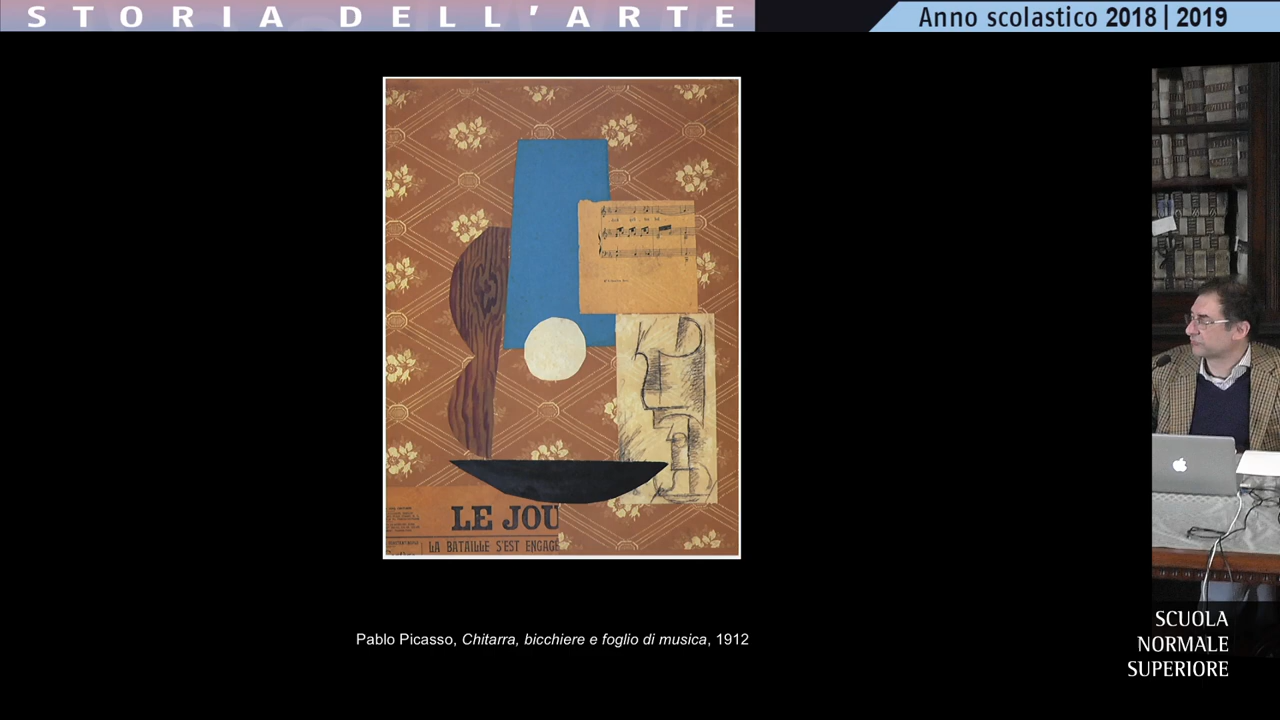 STORIA DELL'ARTE
Anno scolastico 2018 | 2019
LE JOU
LA BATAILLE S'EST ENGAGÉ
Pablo Picasso, Chitarra, bicchiere e foglio di musica, 1912
SCUOLA
NORMALE
SUPERIORE